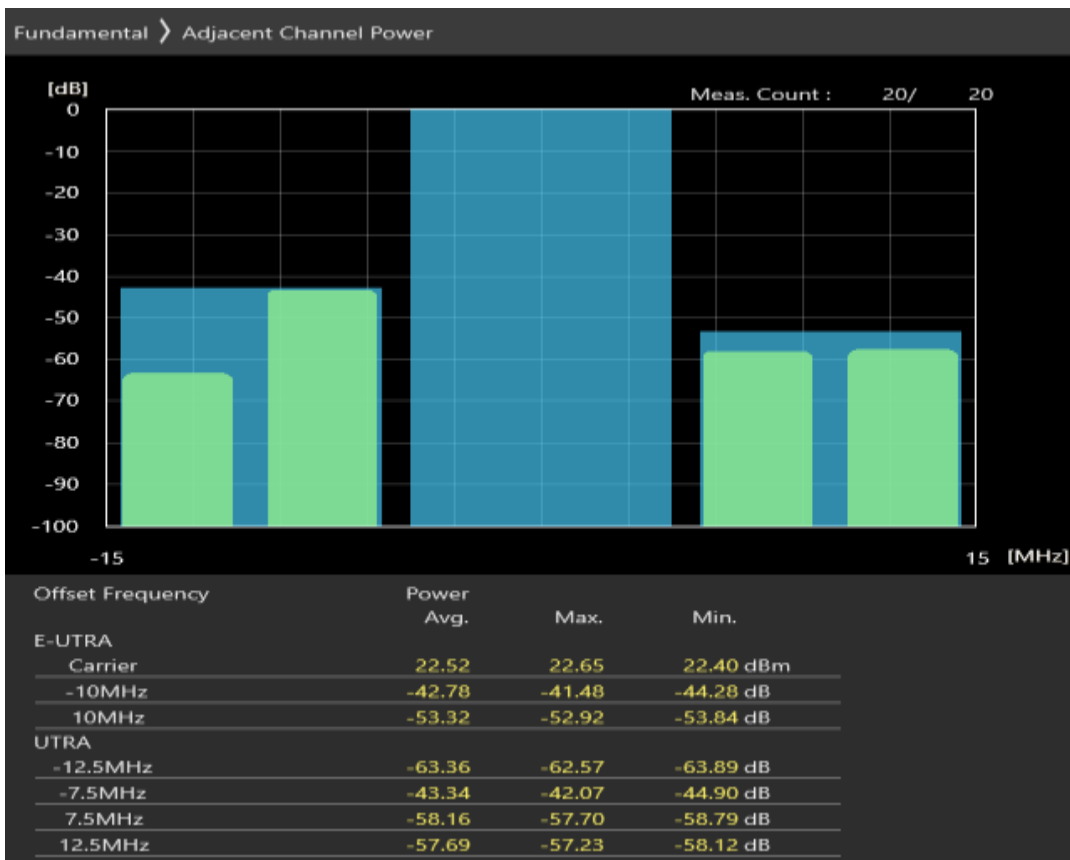 Fundamental 〉 Adjacent Channel Power
[dB]
Meas. Count : 20/ 20
0
-10
-20
-30
-40
-50
-60
-70
-80
-90
-100
-15 15 [MHz]
Offset Frequency Power
Avg. Max. Min.
E-UTRA
Carrier 22.52 22.65 22.40 dBm
-10MHz -42.78 -41.48 -44.28 dB
10MHz -53.32 -52.92 -53.84 dB
UTRA
-12.5MHz -63.36 -62.57 -63.89 dB
-7.5MHz -43.34 -42.07 -44.90 dB
7.5MHz -58.16 -57.70 -58.79 dB
12.5MHz -57.69 -57.23 -58.12 dB